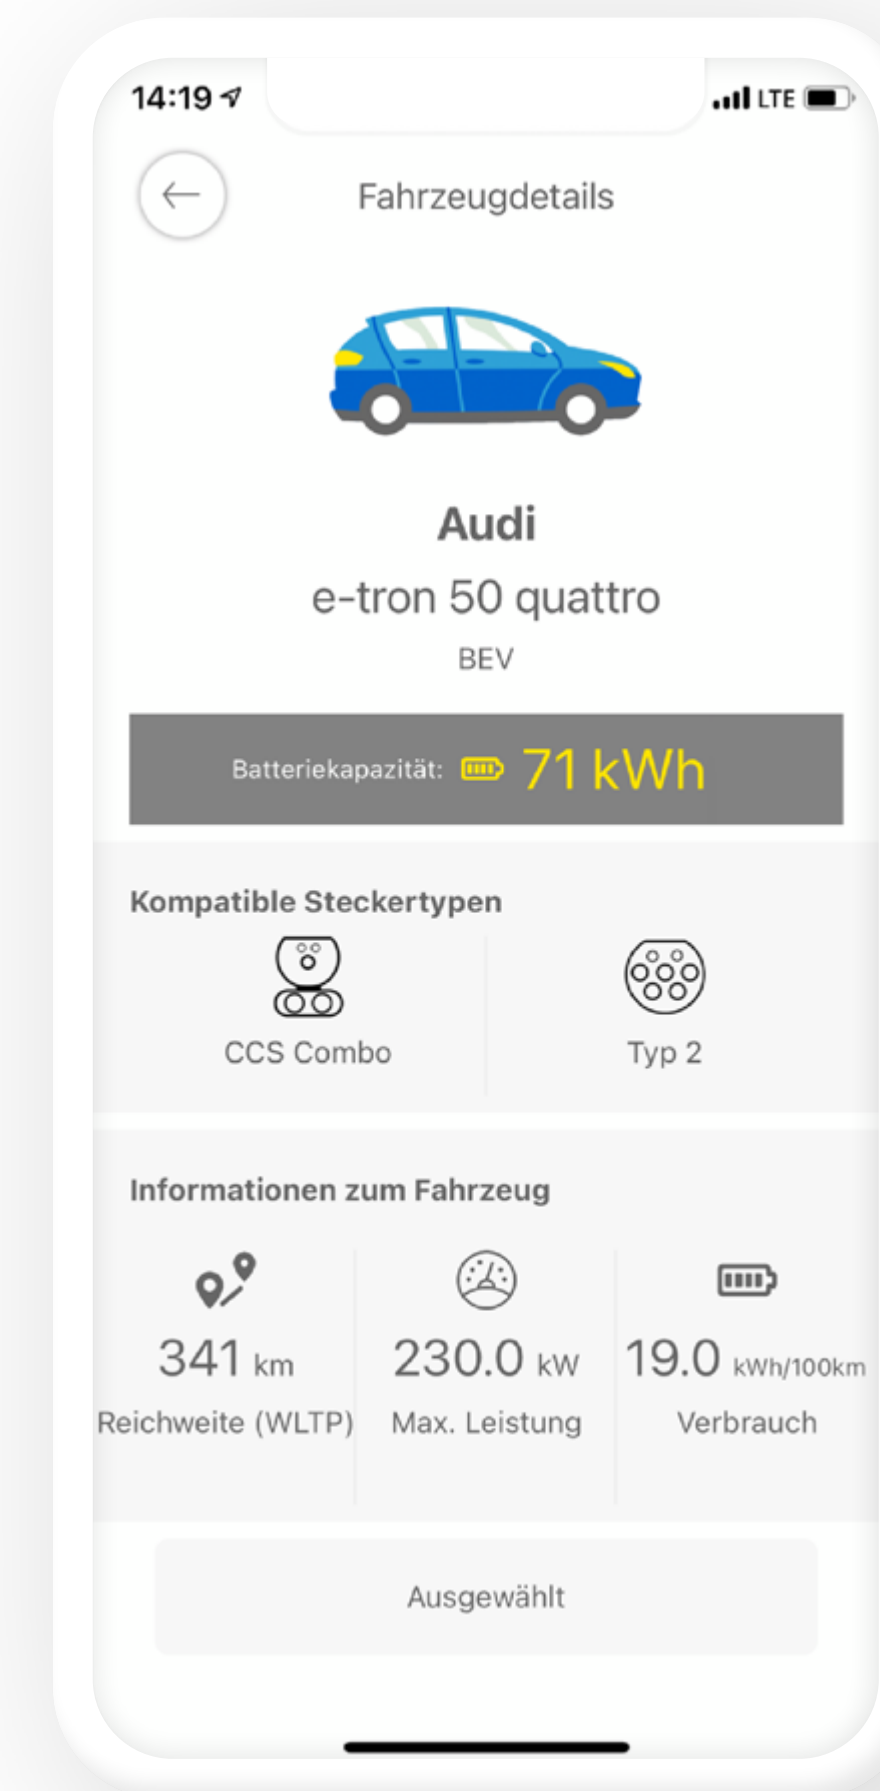 14:19 LTE
Fahrzeugdetails
Audi
e-tron 50 quattro
BEV
Batteriekapazität: 71 kWh
Kompatible Steckertypen
CCS Combo Typ 2
Informationen zum Fahrzeug
341 km 230.0 kW 19.0 kWh/100km
Reichweite (WLTP) Max. Leistung Verbrauch
Ausgewählt